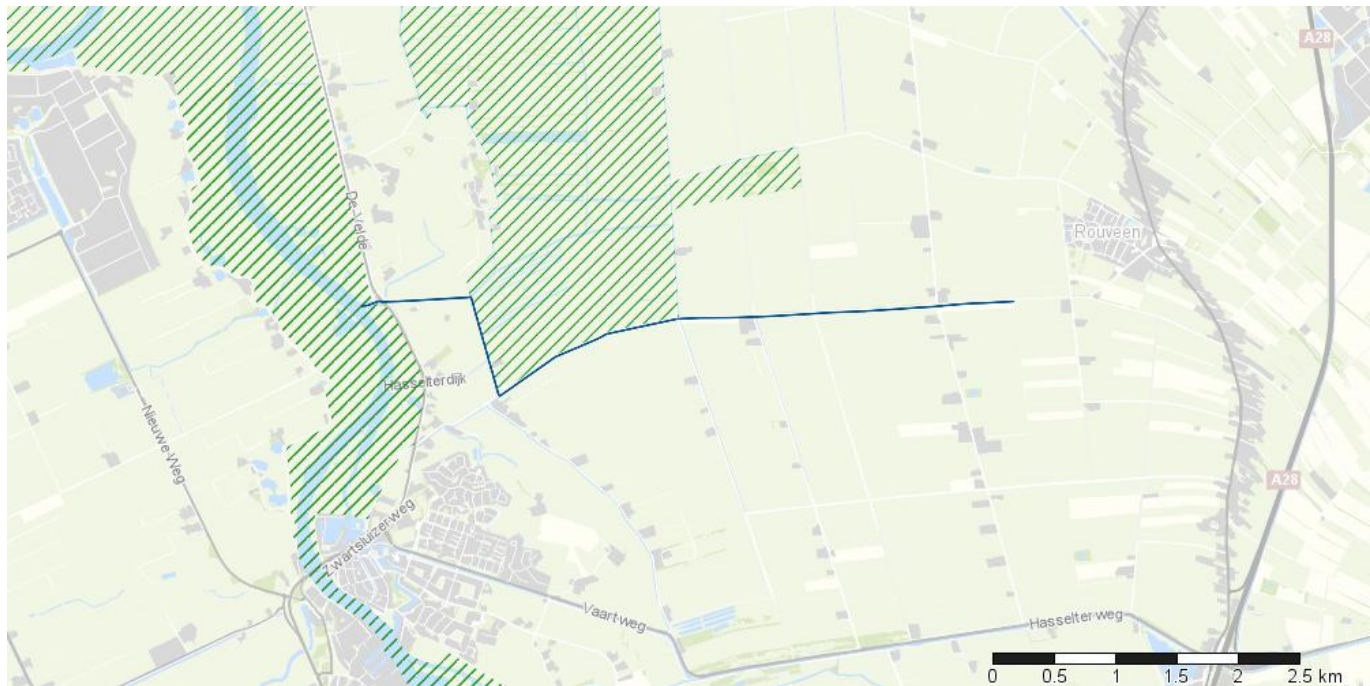 A28
De Velde
Rouveen
Hasselterdijk
Nieuwe Weg
A28
Zwartsluizerweg
Vaartweg
Hasselterweg
0 0.5 1 1.5 2 2.5 km